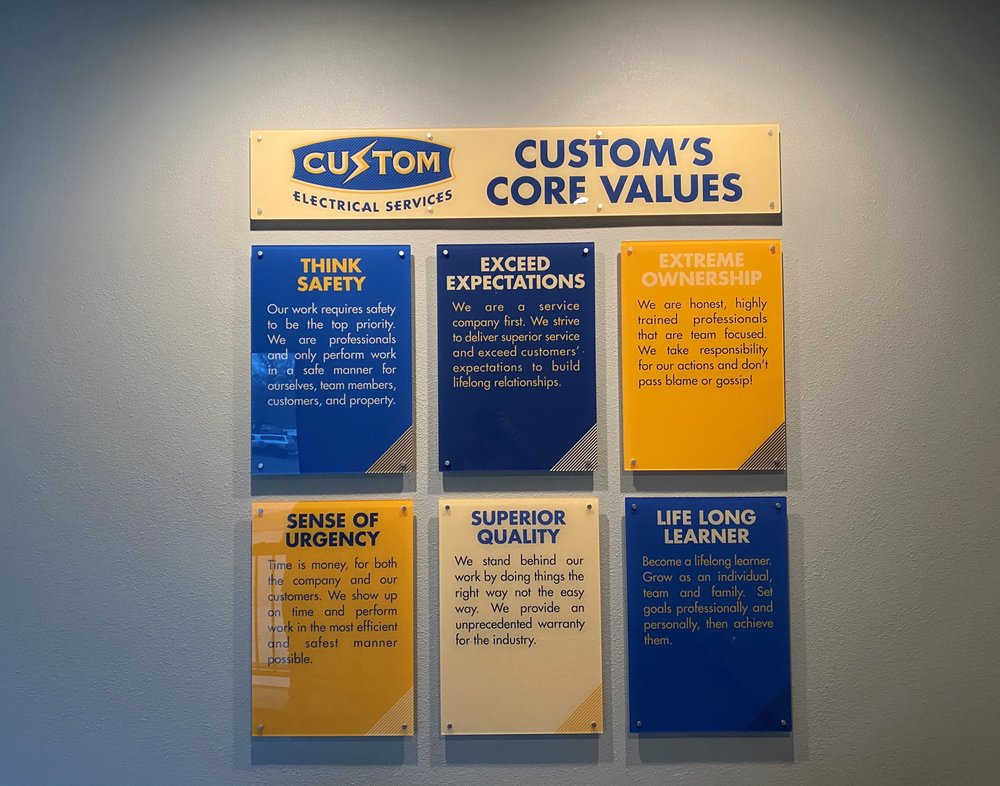 CUSTOM
ELECTRICAL SERVICES
CUSTOM'S
CORE VALUES
THINK
SAFETY
Our work requires safety
to be the top priority.
We are professionals
and only perform work
in a safe manner for
ourselves, team members,
customers, and property.
EXCEED
EXPECTATIONS
We are a service
company first. We strive
to deliver superior service
and exceed customers'
expectations to build
lifelong relationships.
EXTREME
OWNERSHIP
We are honest, highly
trained professionals
that are team focused.
We take responsibility
for our actions and don't
pass blame or gossip!
SENSE OF
URGENCY
Time is money, for both
the company and our
customers. We show up
on time and perform
work in the most efficient
and safest manner
possible.
SUPERIOR
QUALITY
We stand behind our
work by doing things the
right way not the easy
way. We provide an
unprecedented warranty
for the industry.
LIFE LONG
LEARNER
Become a lifelong learner.
Grow as an individual,
team and family. Set
goals professionally and
personally, then achieve
them.